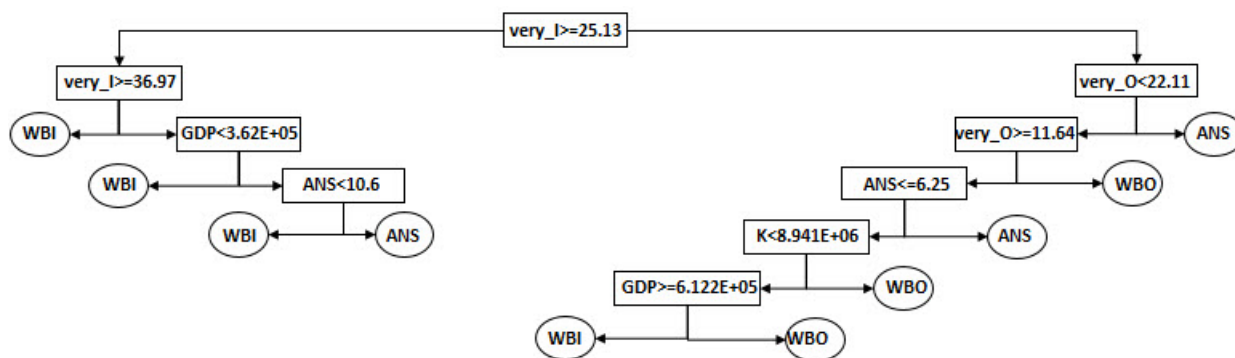 very_I>=25.13
very_I>=36.97
very_O<22.11
WBI
GDP<3.62E+05
very_O>=11.64
ANS
WBI
ANS<10.6
ANS<=6.25
WBO
WBI
ANS
K<8.941E+06
ANS
GDP>=6.122E+05
WBO
WBI
WBO